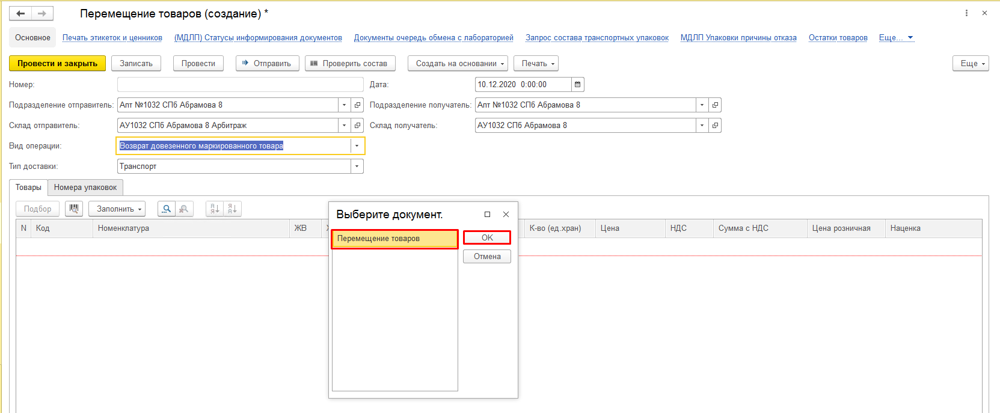 Перемещение товаров (создание) *
Основное Печать этикеток и ценников (МДЛП) Статусы информирования документов Документы очередь обмена с лабораторией Запрос состава транспортных упаковок МДЛП Упаковки причины отказа Остатки товаров Еще...
Провести и закрыть Записать Провести Отправить Проверить состав Создать на основании Печать Еще
Номер: Дата: 10.12.2020 0:00:00
Подразделение отправитель: Апт №1032 СПб Абрамова 8 Подразделение получатель: Апт №1032 СПб Абрамова 8
Склад отправитель: АУ1032 СПб Абрамова 8 Арбитраж Склад получатель: АУ1032 СПб Абрамова 8
Вид операции: Возврат довезенного маркированного товара
Тип доставки: Транспорт
Товары Номера упаковок
Подбор Заполнить
Выберите документ.
N Код Номенклатура ЖВ К-во (ед.хран) Цена НДС Сумма с НДС Цена розничная Наценка
Перемещение товаров OK
Отмена